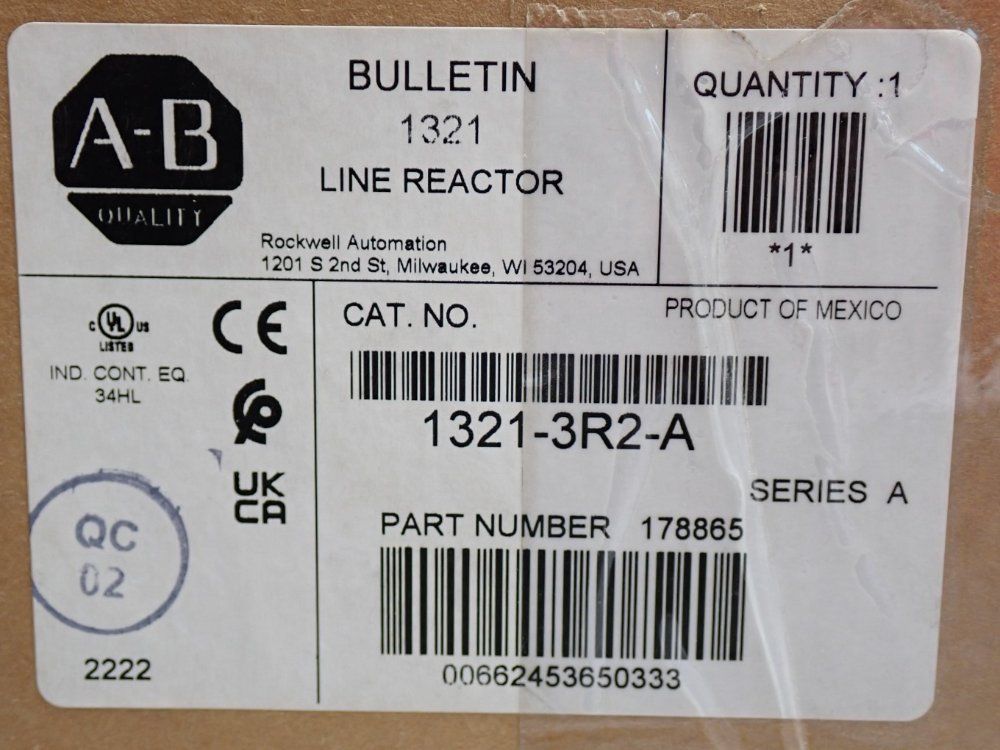 A-B
QUALITY
BULLETIN
1321
LINE REACTOR
Rockwell Automation
1201 S 2nd St, Milwaukee, WI 53204, USA
QUANTITY :1
*1*
C UL US
LISTED
IND. CONT. EQ.
34HL
CE
UK
CA
QC
02
2222
CAT. NO.
PRODUCT OF MEXICO
1321-3R2-A
SERIES A
PART NUMBER 178865
00662453650333